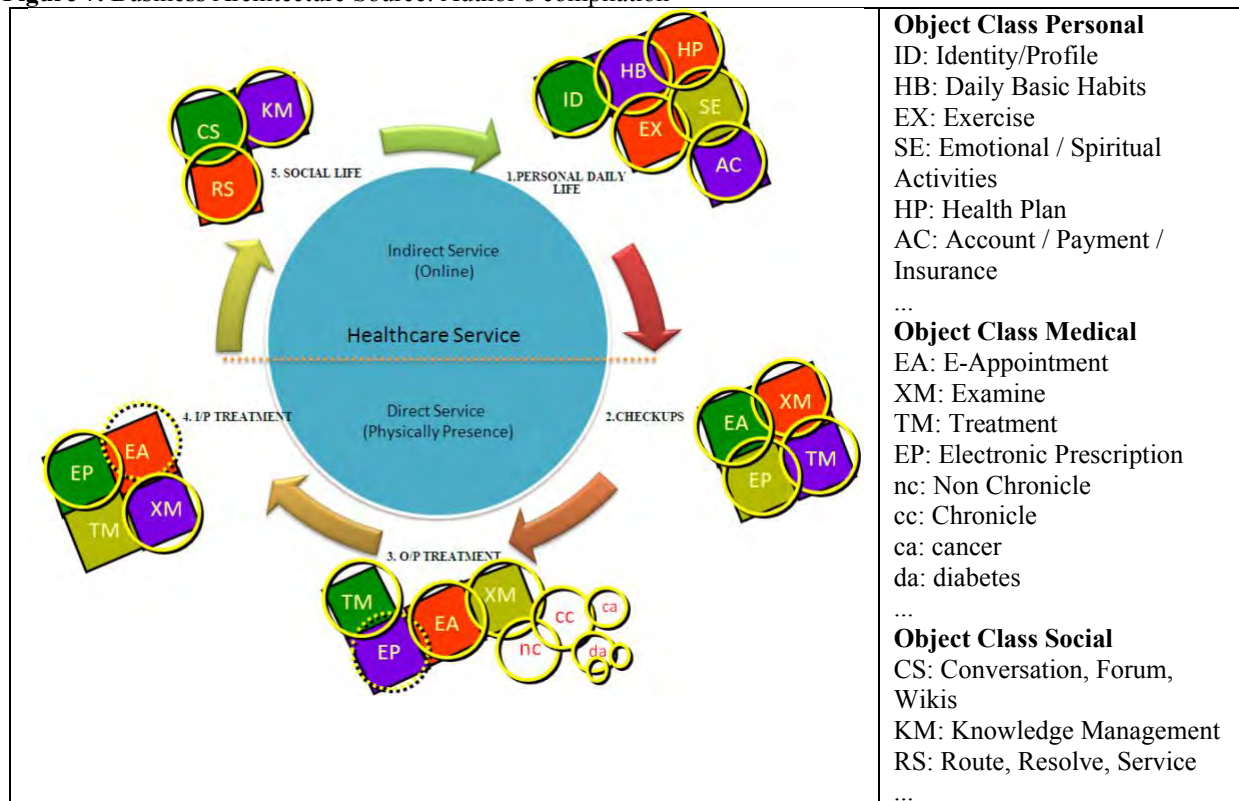 Figure 7: Business Architecture Source: Author's compilation
ID
HB
HP
EX
SE
AC
KM
CS
RS
5. SOCIAL LIFE
1.PERSONAL DAILY
LIFE
Indirect Service
(Online)
Healthcare Service
Direct Service
(Physically Presence)
4. I/P TREATMENT
2.CHECKUPS
EA
XM
EP
TM
EP
EA
TM
XM
3. O/P TREATMENT
TM
EP
EA
XM
nc
cc
ca
da
Object Class Personal
ID: Identity/Profile
HB: Daily Basic Habits
EX: Exercise
SE: Emotional / Spiritual
Activities
HP: Health Plan
AC: Account / Payment /
Insurance
...
Object Class Medical
EA: E-Appointment
XM: Examine
TM: Treatment
EP: Electronic Prescription
nc: Non Chronicle
cc: Chronicle
ca: cancer
da: diabetes
...
Object Class Social
CS: Conversation, Forum,
Wikis
KM: Knowledge Management
RS: Route, Resolve, Service
...